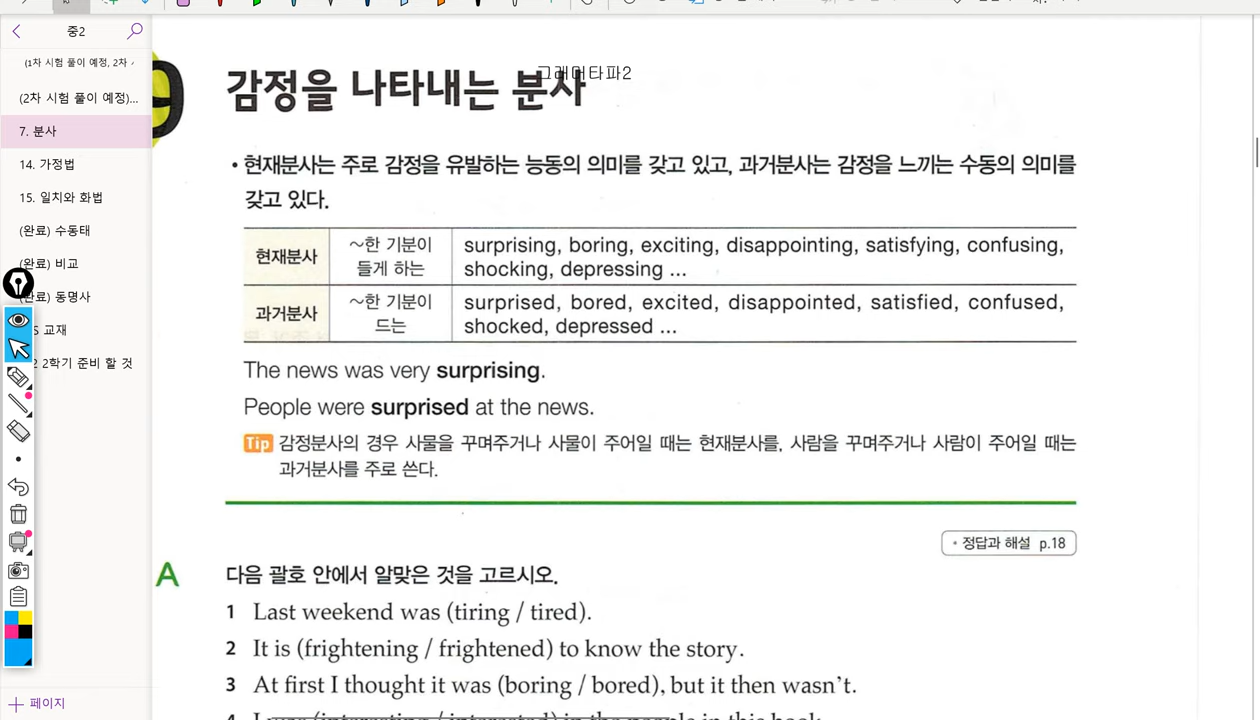 중2
(1차 시험 풀이 예정, 2차
(2차 시험 풀이 예정)...
7. 분사
14. 가정법
15. 일치와 화법
(완료) 수동태
(완료) 비교
완료) 동명사
S 교재
2 2학기 준비 할 것
페이지
9 감정을 나타내는 분사
그래머타파2
• 현재분사는 주로 감정을 유발하는 능동의 의미를 갖고 있고, 과거분사는 감정을 느끼는 수동의 의미를
갖고 있다.
현재분사 ~한 기분이 들게 하는 surprising, boring, exciting, disappointing, satisfying, confusing,
shocking, depressing ...
과거분사 ~한 기분이 드는 surprised, bored, excited, disappointed, satisfied, confused,
shocked, depressed ...
The news was very surprising.
People were surprised at the news.
Tip 감정분사의 경우 사물을 꾸며주거나 사물이 주어일 때는 현재분사를, 사람을 꾸며주거나 사람이 주어일 때는
과거분사를 주로 쓴다.
• 정답과 해설 p.18
A 다음 괄호 안에서 알맞은 것을 고르시오.
1 Last weekend was (tiring / tired).
2 It is (frightening / frightened) to know the story.
3 At first I thought it was (boring / bored), but it then wasn't.
4 I was (interesting / interested) in the people in this book.